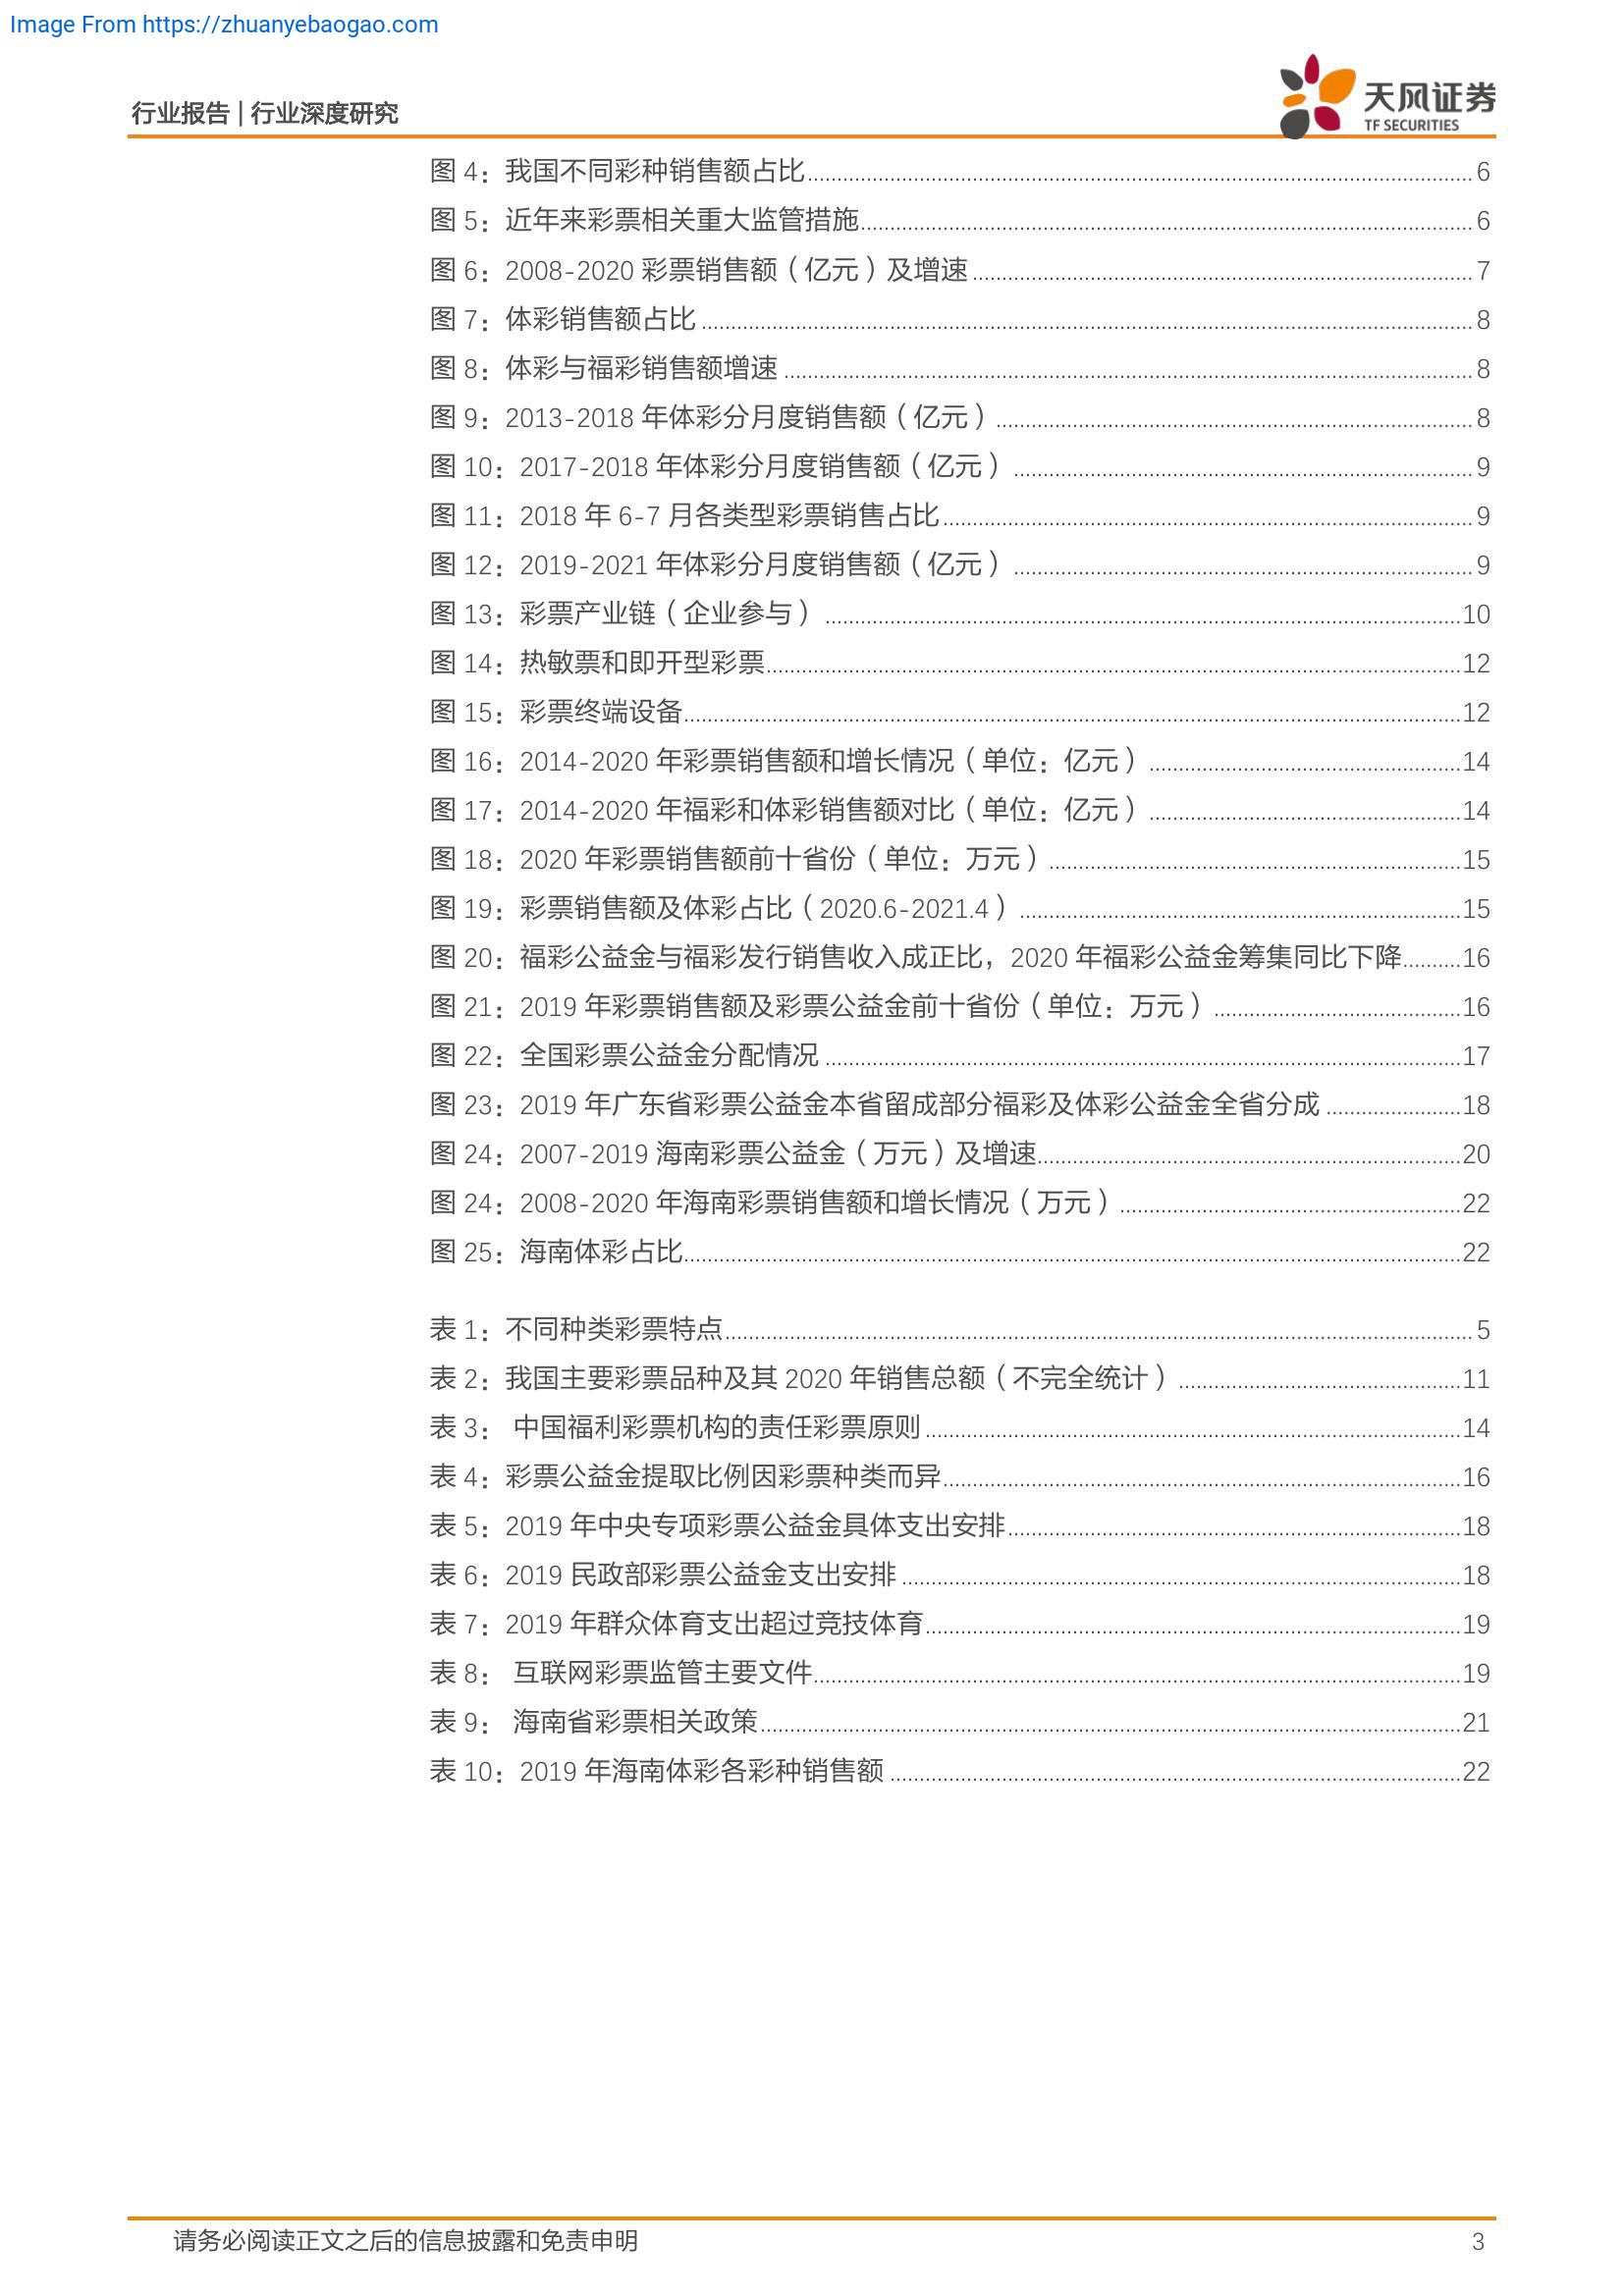 Image From https://zhuanyebaogao.com
行业报告 | 行业深度研究
天风证券
TF SECURITIES
图 4：我国不同彩种销售额占比........6
图 5：近年来彩票相关重大监管措施........6
图 6：2008-2020 彩票销售额（亿元）及增速........7
图 7：体彩销售额占比........8
图 8：体彩与福彩销售额增速........8
图 9：2013-2018 年体彩分月度销售额（亿元）........8
图 10：2017-2018 年体彩分月度销售额（亿元）........9
图 11：2018 年 6-7 月各类型彩票销售占比........9
图 12：2019-2021 年体彩分月度销售额（亿元）........9
图 13：彩票产业链（企业参与）........10
图 14：热敏票和即开型彩票........12
图 15：彩票终端设备........12
图 16：2014-2020 年彩票销售额和增长情况（单位：亿元）........14
图 17：2014-2020 年福彩和体彩销售额对比（单位：亿元）........14
图 18：2020 年彩票销售额前十省份（单位：万元）........15
图 19：彩票销售额及体彩占比（2020.6-2021.4）........15
图 20：福彩公益金与福彩发行销售收入成正比，2020 年福彩公益金筹集同比下降........16
图 21：2019 年彩票销售额及彩票公益金前十省份（单位：万元）........16
图 22：全国彩票公益金分配情况........17
图 23：2019 年广东省彩票公益金本省留成部分福彩及体彩公益金全省分成........18
图 24：2007-2019 海南彩票公益金（万元）及增速........20
图 24：2008-2020 年海南彩票销售额和增长情况（万元）........22
图 25：海南体彩占比........22
表 1：不同种类彩票特点........5
表 2：我国主要彩票品种及其 2020 年销售总额（不完全统计）........11
表 3： 中国福利彩票机构的责任彩票原则........14
表 4：彩票公益金提取比例因彩票种类而异........16
表 5：2019 年中央专项彩票公益金具体支出安排........18
表 6：2019 民政部彩票公益金支出安排........18
表 7：2019 年群众体育支出超过竞技体育........19
表 8： 互联网彩票监管主要文件........19
表 9： 海南省彩票相关政策........21
表 10：2019 年海南体彩各彩种销售额........22
请务必阅读正文之后的信息披露和免责申明
3